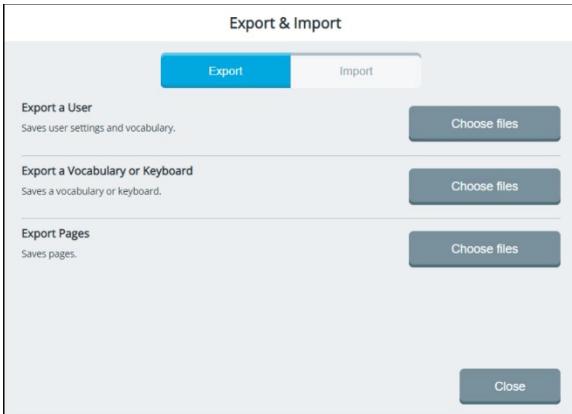 Export & Import
Export
Import
Export a User
Saves user settings and vocabulary.
Choose files
Export a Vocabulary or Keyboard
Saves a vocabulary or keyboard.
Choose files
Export Pages
Saves pages.
Choose files
Close